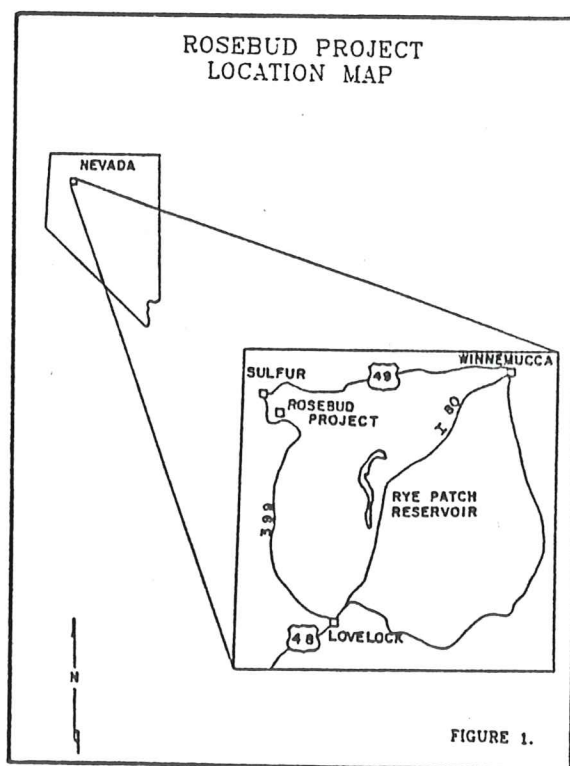 ROSEBUD PROJECT
LOCATION MAP
NEVADA
WINNEMUCCA
49
SULFUR
ROSEBUD
PROJECT
I 80
RYE PATCH
RESERVOIR
399
48
LOVELOCK
N
FIGURE 1.